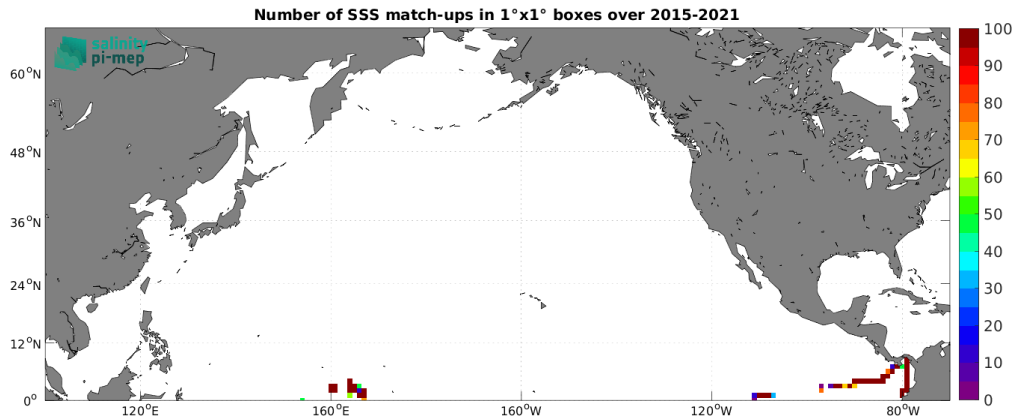 Number of SSS match-ups in 1°x1° boxes over 2015-2021
salinity
pi-mep
60°N
48°N
36°N
24°N
12°N
0°
120°E
160°E
160°W
120°W
80°W
100
90
80
70
60
50
40
30
20
10
0